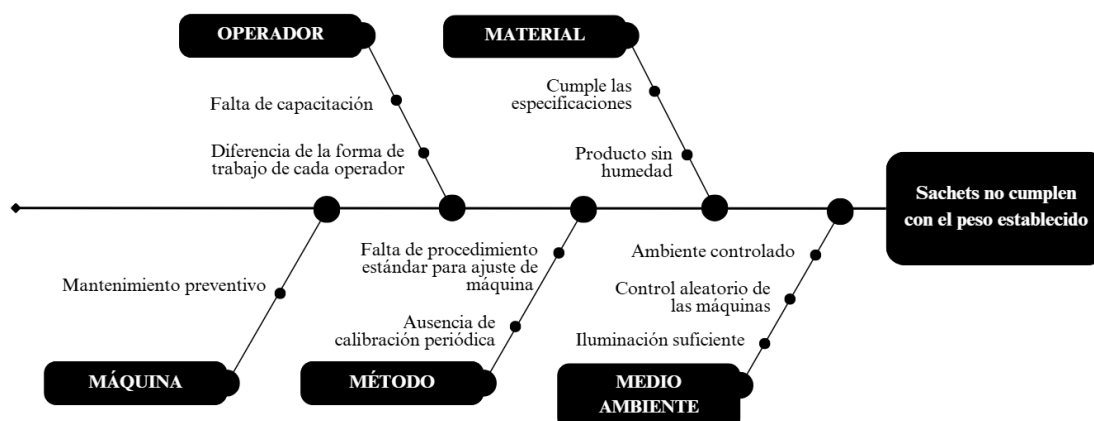 OPERADOR
MATERIAL
Falta de capacitación
Diferencia de la forma de
trabajo de cada operador
Cumple las
especificaciones
Producto sin
humedad
Sachets no cumplen
con el peso establecido
Mantenimiento preventivo
Falta de procedimiento
estándar para ajuste de
máquina
Ausencia de
calibración periódica
Ambiente controlado
Control aleatorio de
las máquinas
Iluminación suficiente
MÁQUINA
MÉTODO
MEDIO
AMBIENTE